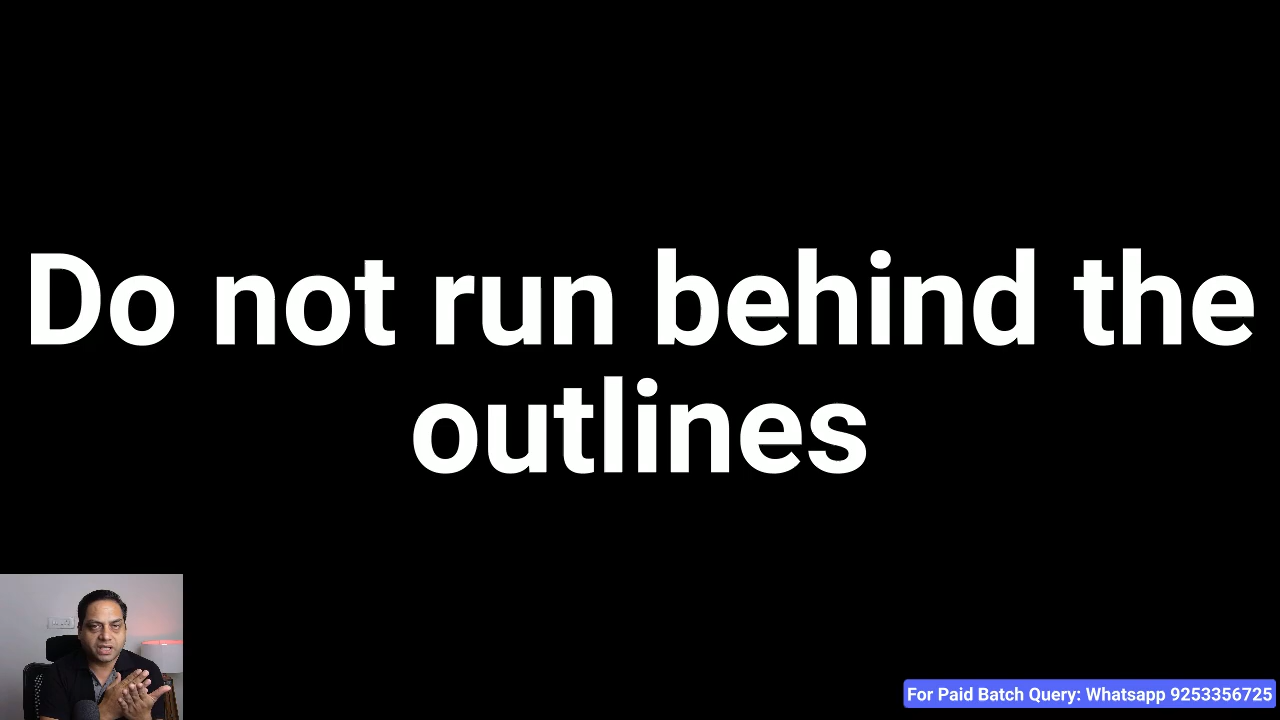 Do not run behind the
outlines
For Paid Batch Query: Whatsapp 9253356725